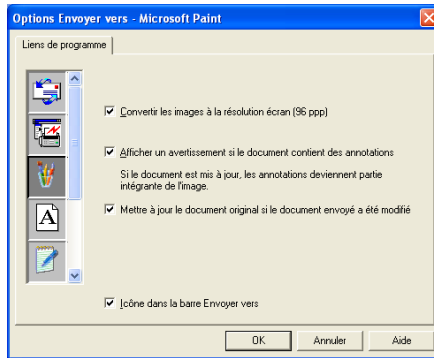 Options Envoyer vers - Microsoft Paint
Liens de programme
Convertir les images à la résolution écran (96 ppp)
Afficher un avertissement si le document contient des annotations
Si le document est mis à jour, les annotations deviennent partie
intégrante de l'image.
Mettre à jour le document original si le document envoyé a été modifié
A
Icône dans la barre Envoyer vers
OK
Annuler
Aide